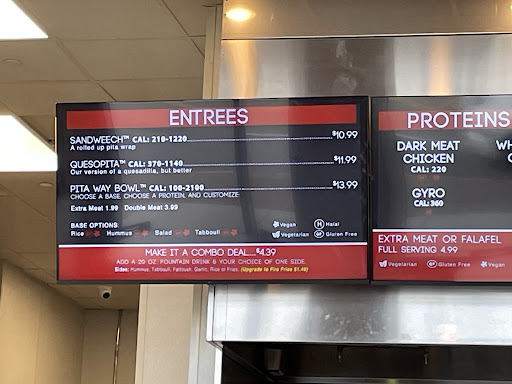 ENTREES
SANDWEECH™ CAL: 210-1220 $10.99
A rolled up pita wrap
QUESOPITA™ CAL: 370-1140 $11.99
Our version of a quesadilla, but better
PITA WAY BOWL™ CAL: 100-2100 $13.99
CHOOSE A BASE, CHOOSE A PROTEIN, AND CUSTOMIZE
Extra Meat 1.99 Double Meat 3.99
BASE OPTIONS:
Rice Hummus Salad Tabbouli
Vegan H Halal
Vegetarian GF Gluten Free
MAKE IT A COMBO DEAL....$4.39
ADD A 20 OZ. FOUNTAIN DRINK & YOUR CHOICE OF ONE SIDE.
Sides: Hummus, Tabbouli, Fattoush, Garlic, Rice or Fries. (Upgrade to Fire Fries $1.49)
PROTEINS
DARK MEAT
CHICKEN
CAL: 220
WH
GYRO
CAL: 360
EXTRA MEAT OR FALAFEL
FULL SERVING 4.99
Vegetarian GF Gluten Free Vegan